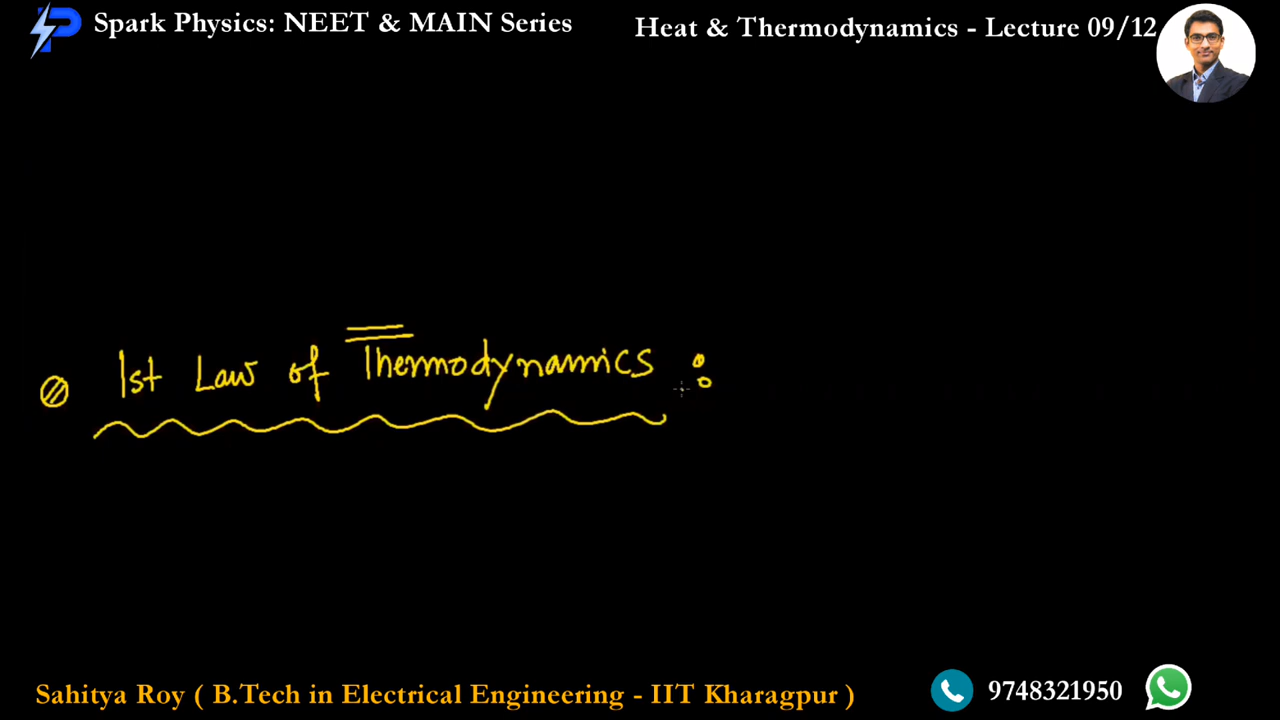 Spark Physics: NEET & MAIN Series
Heat & Thermodynamics - Lecture 09/12
1st Law of Thermodynamics :
Sahitya Roy ( B.Tech in Electrical Engineering - IIT Kharagpur )
9748321950